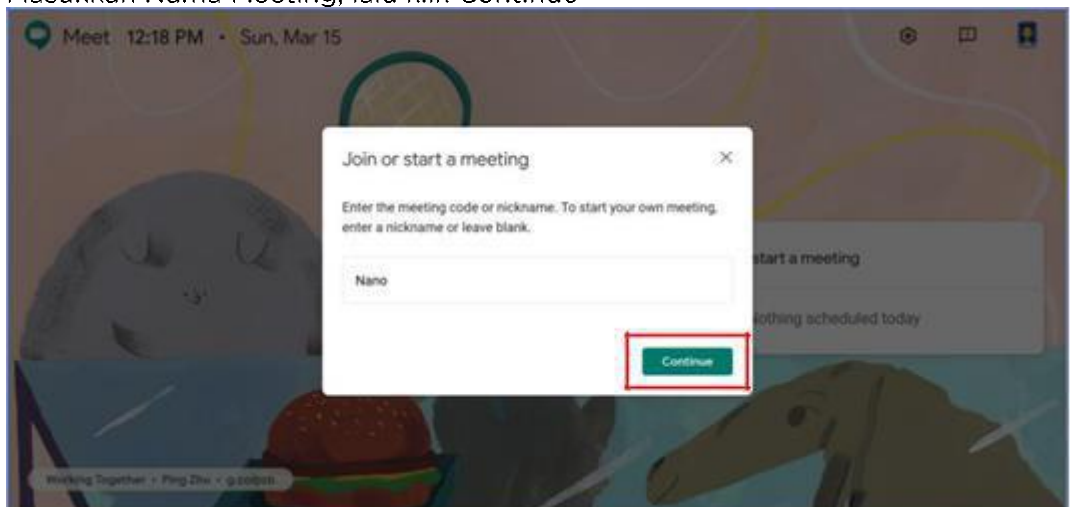 Masukkan Nama Meeting, lalu klik Continue
Meet 12:18 PM • Sun, Mar 15
Join or start a meeting
Enter the meeting code or nickname. To start your own meeting,
enter a nickname or leave blank.
Nano
Continue
start a meeting
Nothing scheduled today
Working Together • Ping Zhu •